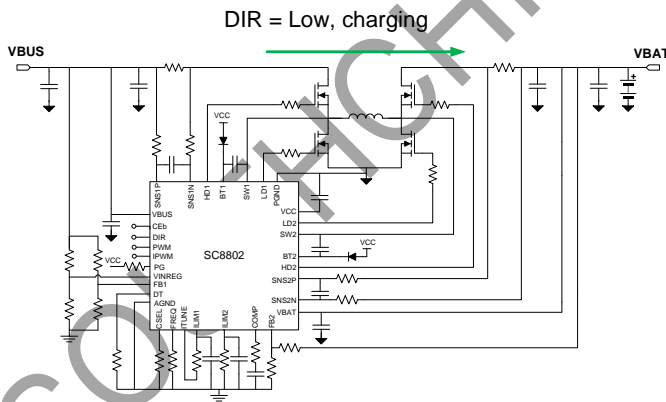 DIR = Low, charging
VBUS
VBAT
VCC
SNS1P
SNS1N
HD1
BT1
SW1
LD1
PGND
VBUS
CEb
DIR
PWM
IPWM
VCC
PG
VINREG
FB1
DT
AGND
SC8802
VCC
LD2
SW2
BT2
VCC
HD2
SNS2P
SNS2N
VBAT
CSEL
FREQ
ITUNE
ILIM1
ILIM2
COMP
FB2